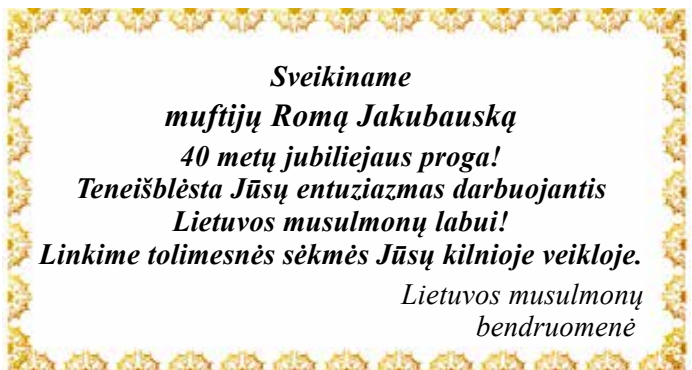 Sveikiname
muftijų Romą Jakubauską
40 metų jubiliejaus proga!
Teneišblėsta Jūsų entuziazmas darbuojantis
Lietuvos musulmonų labui!
Linkime tolimesnės sėkmės Jūsų kilnioje veikloje.
Lietuvos musulmonų
bendruomenė